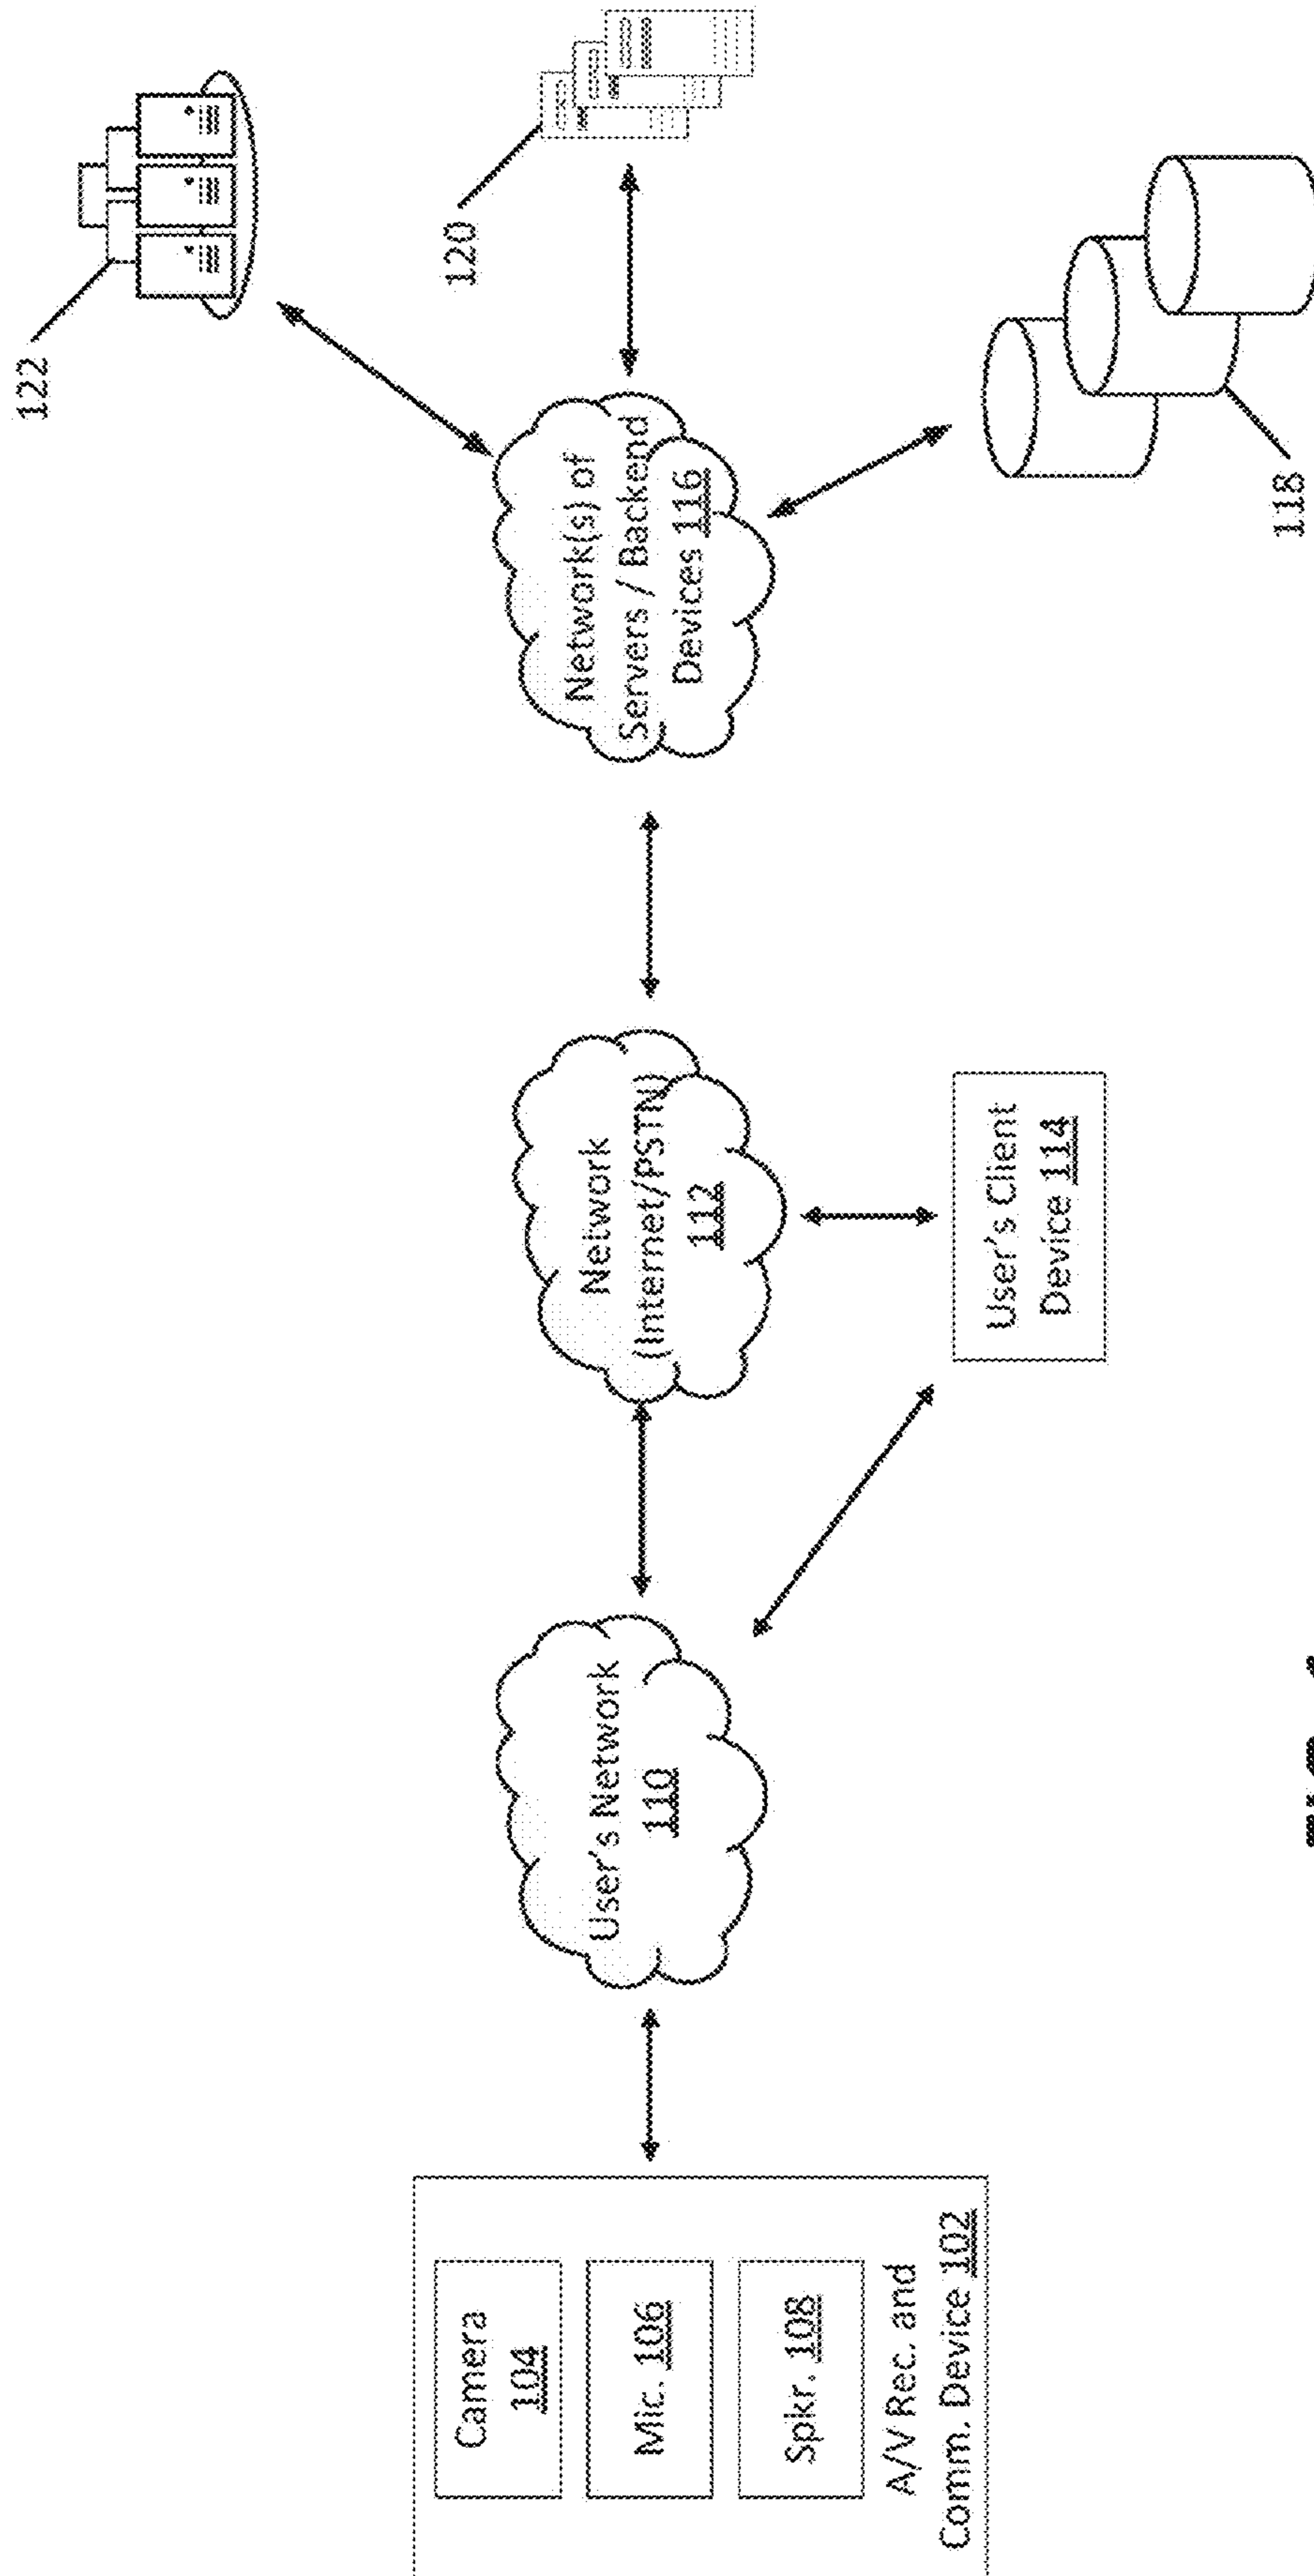 122
120
118
Network(s) of
Servers / Backend
Devices 116
Network
(Internet/PSTN)
112
User's Client
Device 114
User's Network
110
Camera
104
Mic. 106
Spkr. 108
A/V Rec. and
Comm. Device 102